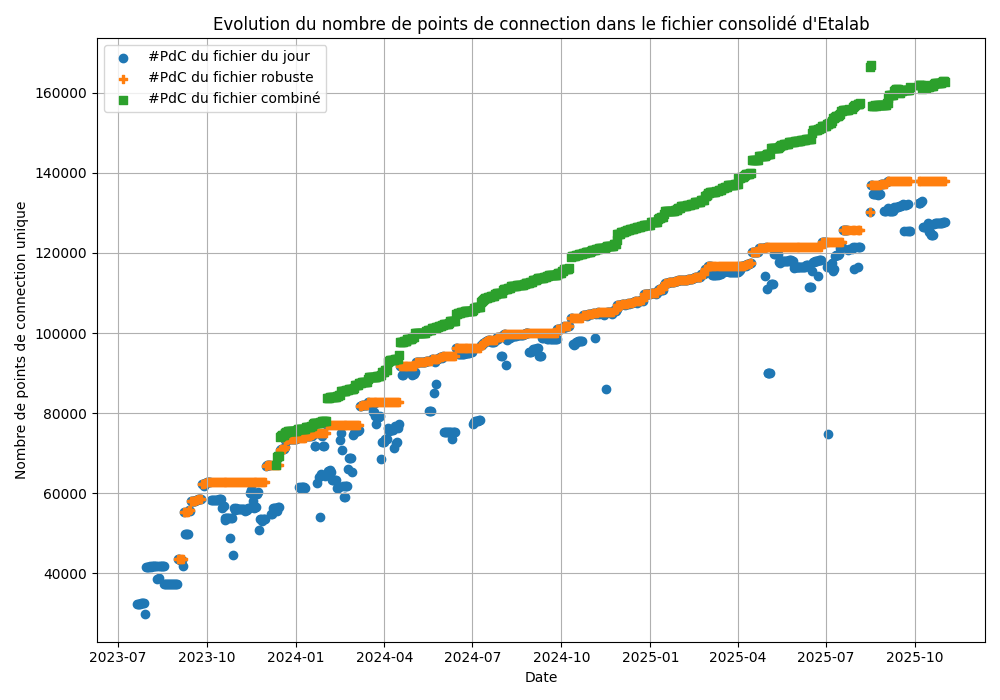 Evolution du nombre de points de connection dans le fichier consolidé d'Etalab
#PdC du fichier du jour
#PdC du fichier robuste
#PdC du fichier combiné
Nombre de points de connection unique
160000
140000
120000
100000
80000
60000
40000
2023-07 2023-10 2024-01 2024-04 2024-07 2024-10 2025-01 2025-04 2025-07 2025-10
Date